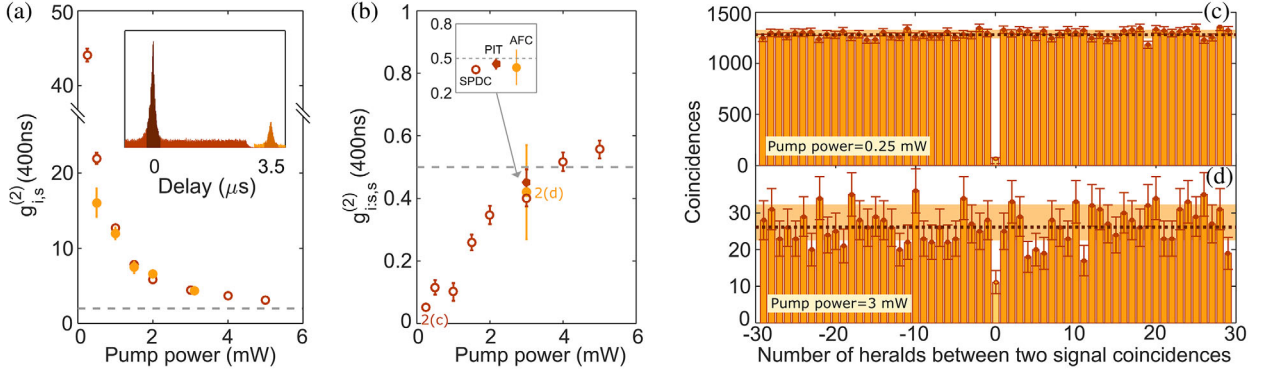 (a)
50
40
20
10
0
g(2)i,s (400ns)
0 3.5
Delay (μs)
0 2 4 6
Pump power (mW)
(b)
1
0.8
0.6
0.4
0.2
0
g(2)i:s,s (400ns)
0.8
0.5
0.2
SPDC
PIT
AFC
2(d)
2(c)
0 2 4 6
Pump power (mW)
(c)
1500
1000
500
0
Pump power=0.25 mW
Coincidences
(d)
30
20
10
0
Pump power=3 mW
-30 -20 -10 0 10 20 30
Number of heralds between two signal coincidences